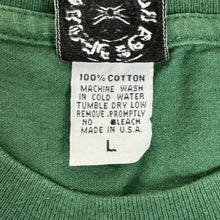 100% COTTON
MACHINE WASH
IN COLD WATER
TUMBLE DRY LOW
REMOVE PROMPTLY
NO BLEACH
MADE IN U.S.A.
L